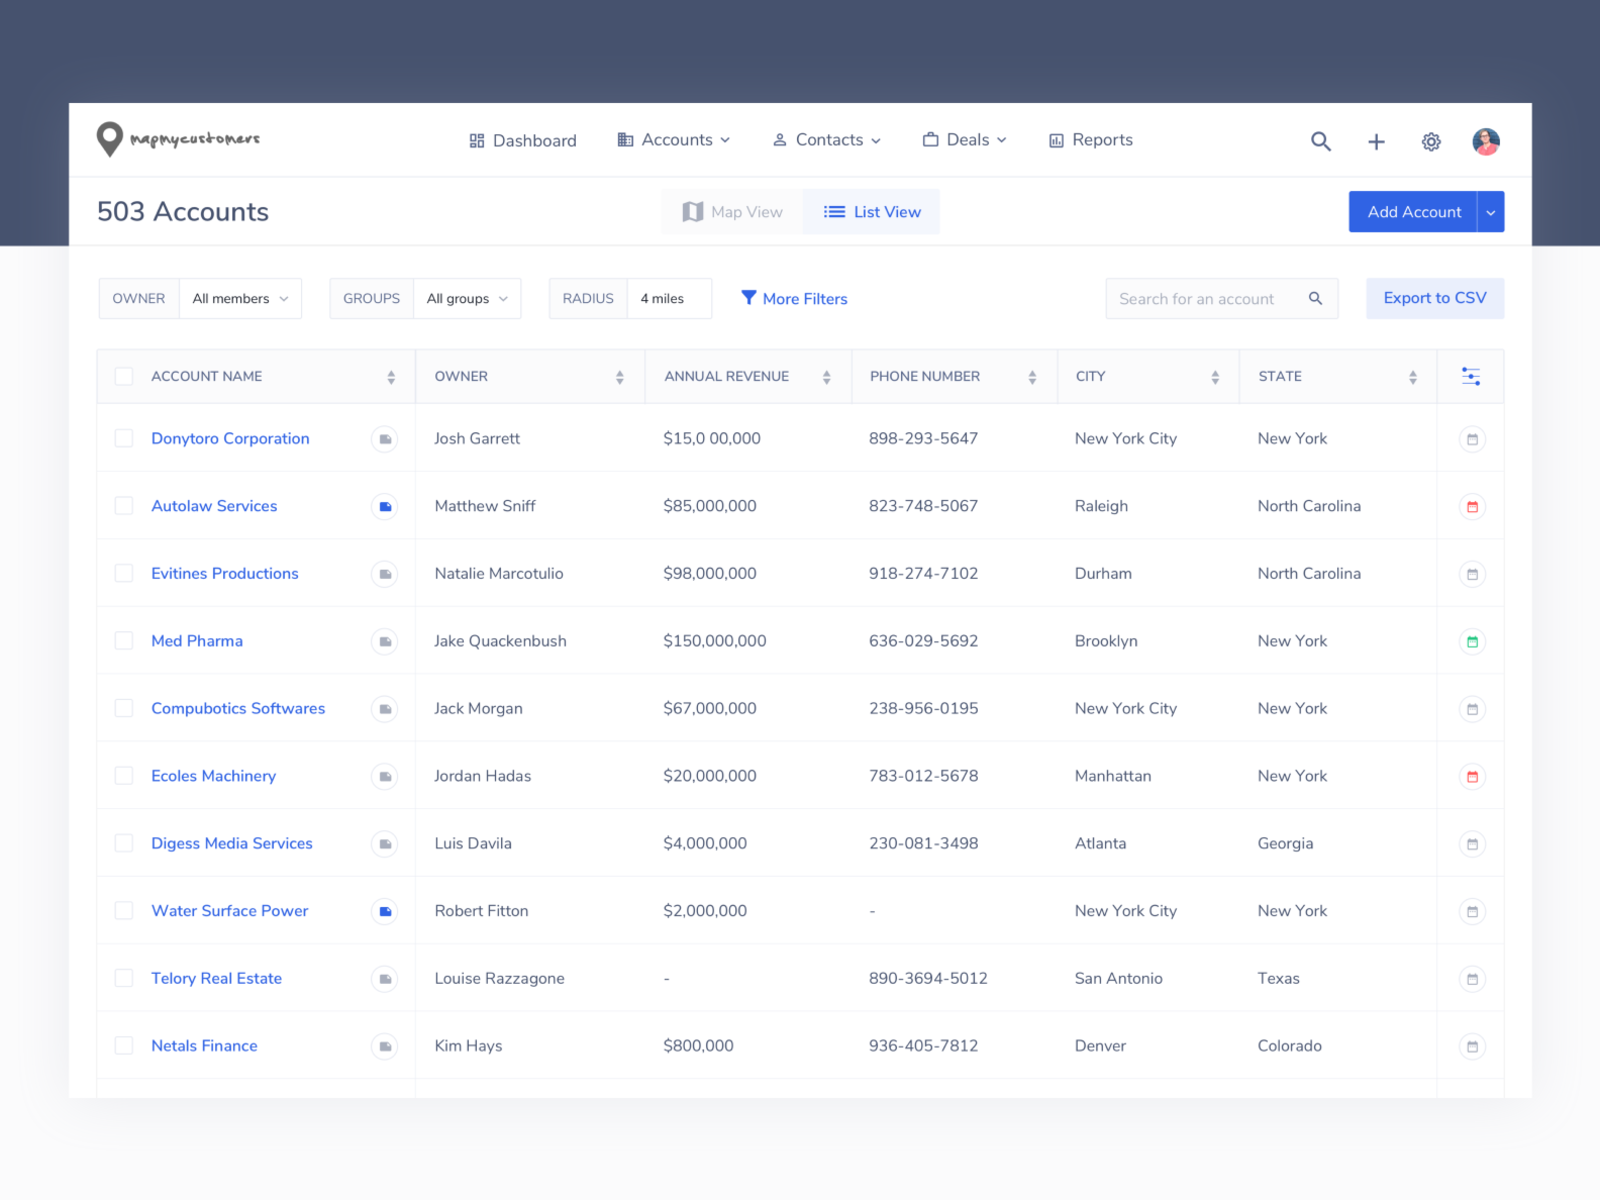 mapmycustomers Dashboard Accounts Contacts Deals Reports
503 Accounts Map View List View Add Account
OWNER All members GROUPS All groups RADIUS 4 miles More Filters Search for an account Export to CSV
ACCOUNT NAME OWNER ANNUAL REVENUE PHONE NUMBER CITY STATE
Donytoro Corporation Josh Garrett $15,0 00,000 898-293-5647 New York City New York
Autolaw Services Matthew Sniff $85,000,000 823-748-5067 Raleigh North Carolina
Evitines Productions Natalie Marcotulio $98,000,000 918-274-7102 Durham North Carolina
Med Pharma Jake Quackenbush $150,000,000 636-029-5692 Brooklyn New York
Compubotics Softwares Jack Morgan $67,000,000 238-956-0195 New York City New York
Ecoles Machinery Jordan Hadas $20,000,000 783-012-5678 Manhattan New York
Digess Media Services Luis Davila $4,000,000 230-081-3498 Atlanta Georgia
Water Surface Power Robert Fitton $2,000,000 - New York City New York
Telory Real Estate Louise Razzagone - 890-3694-5012 San Antonio Texas
Netals Finance Kim Hays $800,000 936-405-7812 Denver Colorado